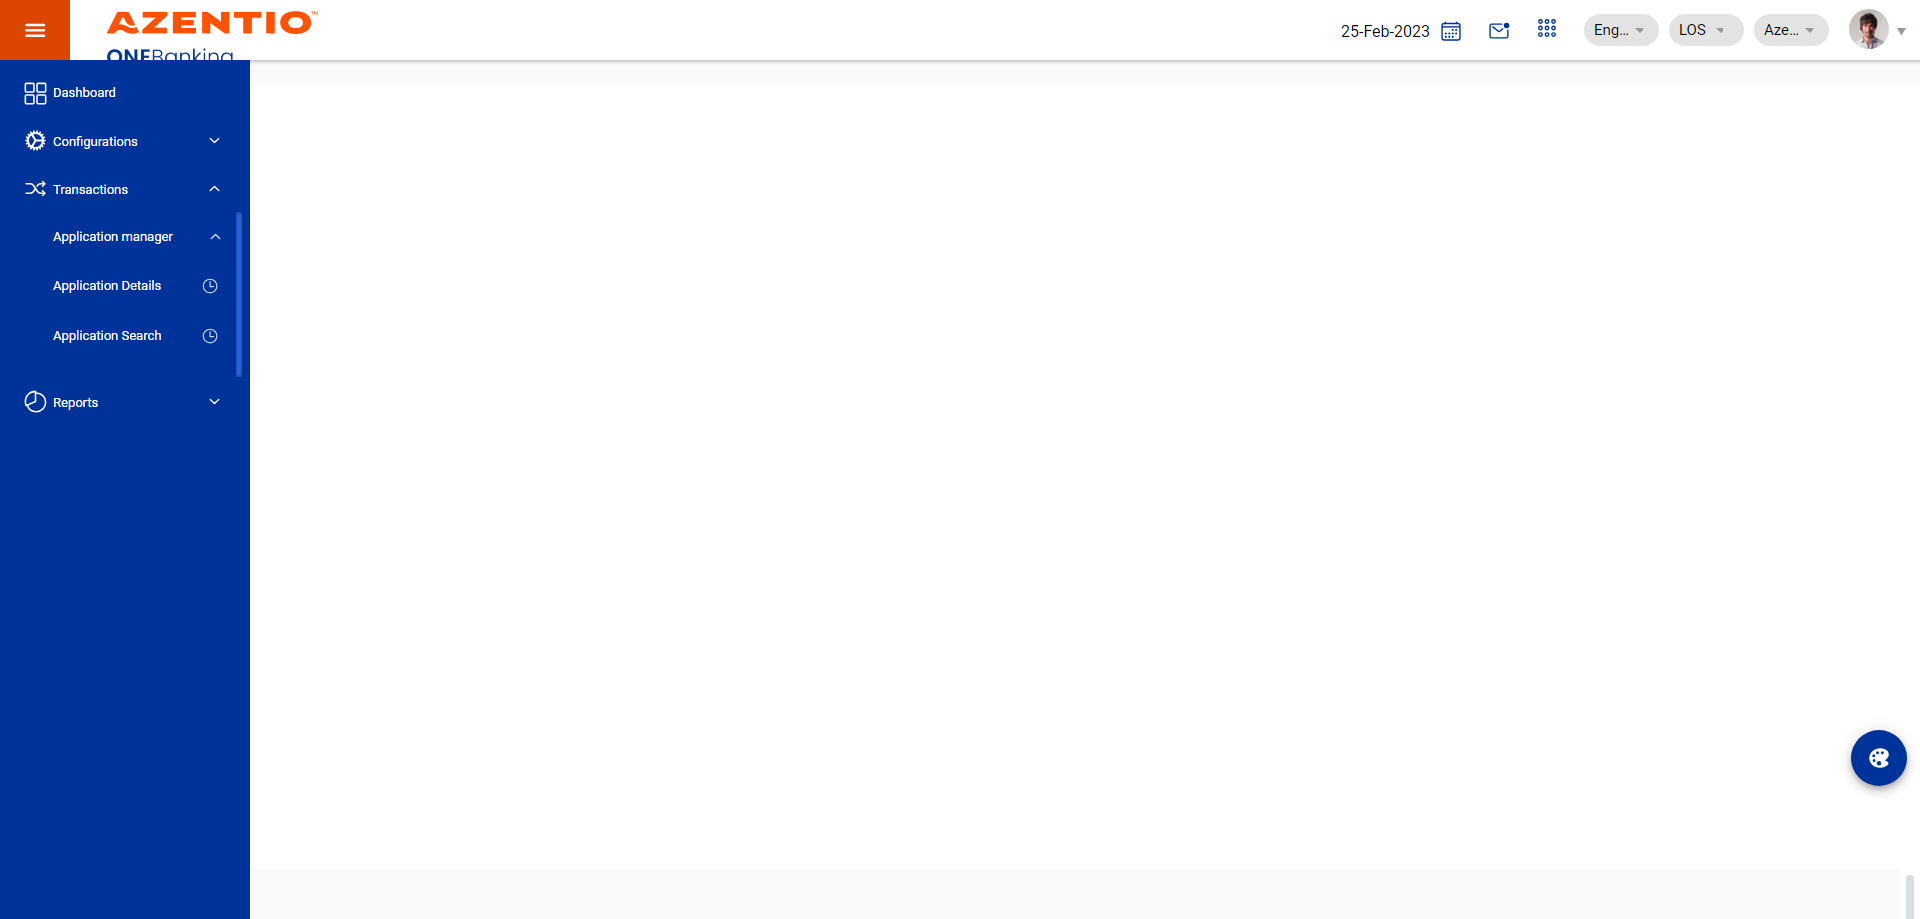 AZENTIO™
ONEBanking
25-Feb-2023
Eng...
LOS
Aze...
Dashboard
Configurations
Transactions
Application manager
Application Details
Application Search
Reports